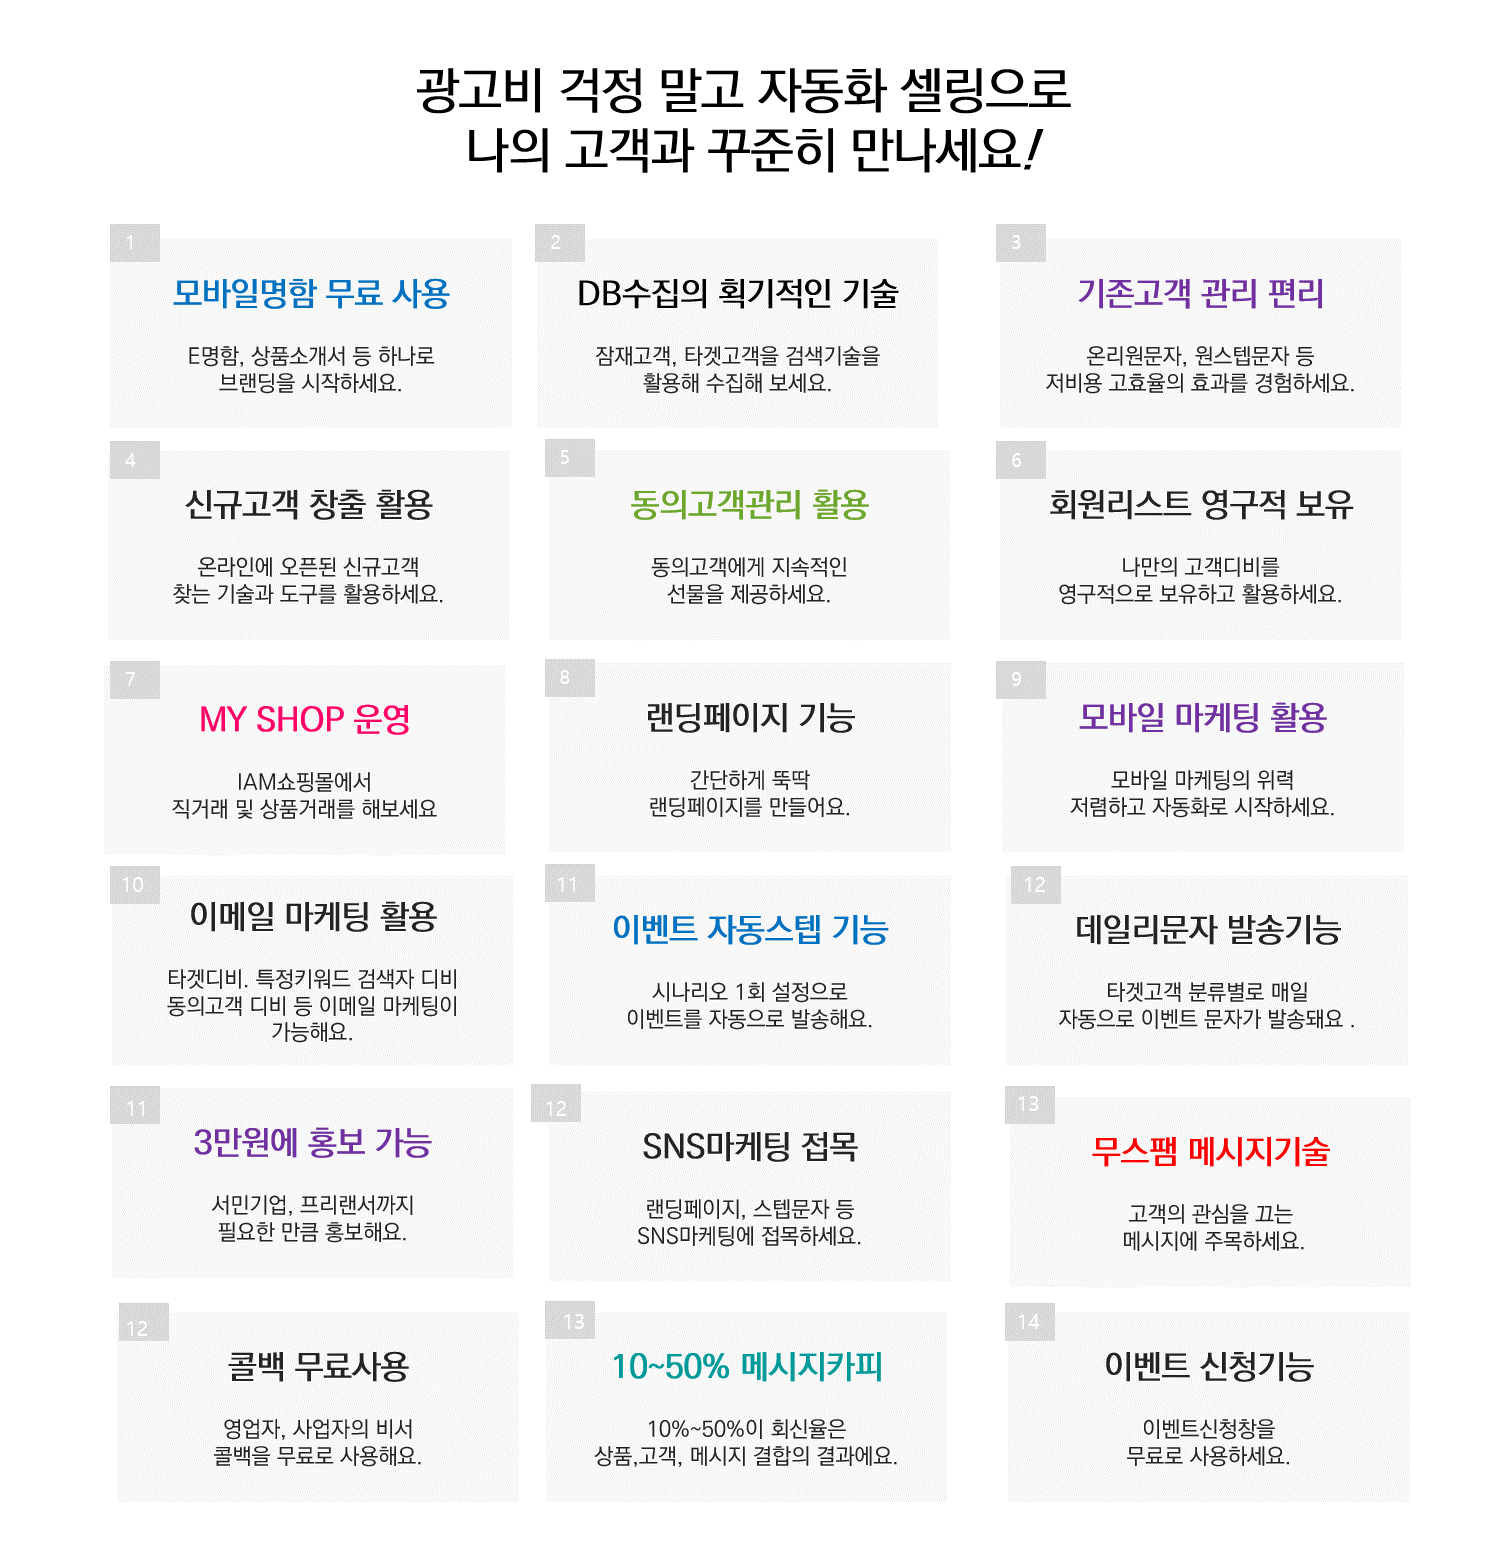 광고비 걱정 말고 자동화 셀링으로
나의 고객과 꾸준히 만나세요!
1
모바일명함 무료 사용
E명함, 상품소개서 등 하나로
브랜딩을 시작하세요.
2
DB수집의 획기적인 기술
잠재고객, 타겟고객을 검색기술을
활용해 수집해 보세요.
3
기존고객 관리 편리
온리원문자, 원스텝문자 등
저비용 고효율의 효과를 경험하세요.
4
신규고객 창출 활용
온라인에 오픈된 신규고객
찾는 기술과 도구를 활용하세요.
5
동의고객관리 활용
동의고객에게 지속적인
선물을 제공하세요.
6
회원리스트 영구적 보유
나만의 고객디비를
영구적으로 보유하고 활용하세요.
7
MY SHOP 운영
IAM쇼핑몰에서
직거래 및 상품거래를 해보세요
8
랜딩페이지 기능
간단하게 뚝딱
랜딩페이지를 만들어요.
9
모바일 마케팅 활용
모바일 마케팅의 위력
저렴하고 자동화로 시작하세요.
10
이메일 마케팅 활용
타겟디비. 특정키워드 검색자 디비
동의고객 디비 등 이메일 마케팅이
가능해요.
11
이벤트 자동스텝 기능
시나리오 1회 설정으로
이벤트를 자동으로 발송해요.
12
데일리문자 발송기능
타겟고객 분류별로 매일
자동으로 이벤트 문자가 발송돼요 .
11
3만원에 홍보 가능
서민기업, 프리랜서까지
필요한 만큼 홍보해요.
12
SNS마케팅 접목
랜딩페이지, 스텝문자 등
SNS마케팅에 접목하세요.
13
무스팸 메시지기술
고객의 관심을 끄는
메시지에 주목하세요.
12
콜백 무료사용
영업자, 사업자의 비서
콜백을 무료로 사용해요.
13
10~50% 메시지카피
10%~50%이 회신율은
상품,고객, 메시지 결합의 결과에요.
14
이벤트 신청기능
이벤트신청창을
무료로 사용하세요.